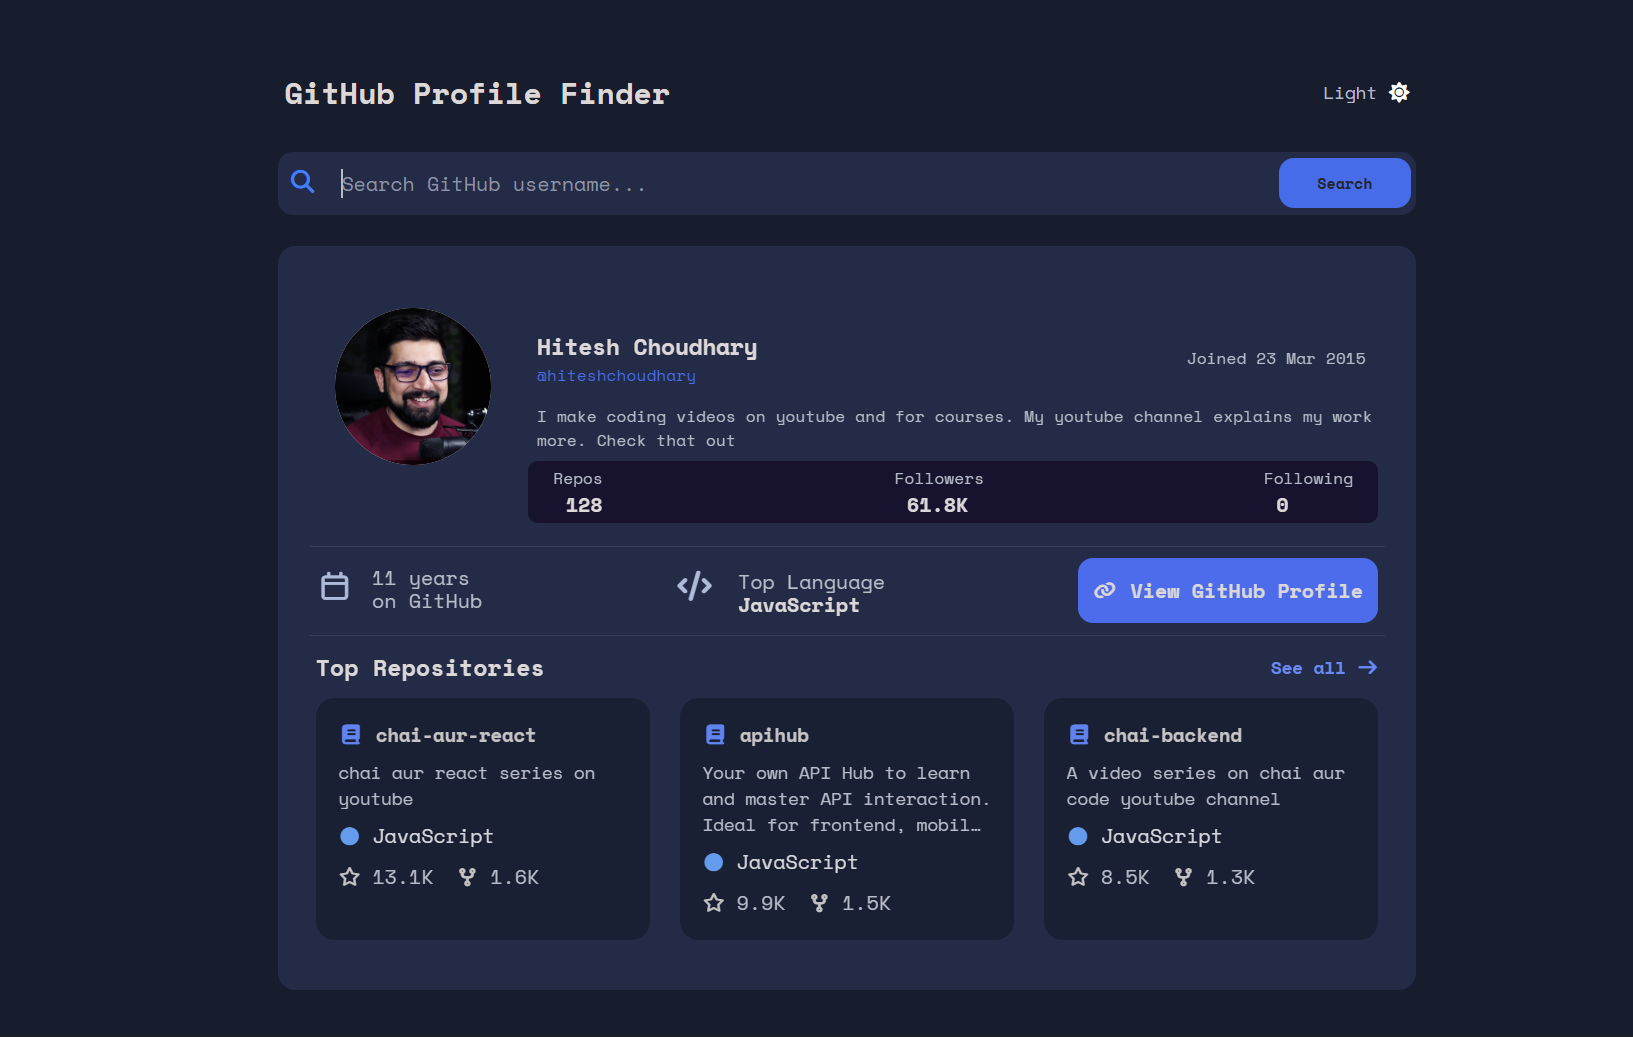 GitHub Profile Finder
Light
Search GitHub username...
Search
Hitesh Choudhary
@hiteshchoudhary
Joined 23 Mar 2015
I make coding videos on youtube and for courses. My youtube channel explains my work
more. Check that out
Repos
128
Followers
61.8K
Following
0
11 years
on GitHub
Top Language
JavaScript
View GitHub Profile
Top Repositories
See all
chai-aur-react
chai aur react series on
youtube
JavaScript
13.1K 1.6K
apihub
Your own API Hub to learn
and master API interaction.
Ideal for frontend, mobil…
JavaScript
9.9K 1.5K
chai-backend
A video series on chai aur
code youtube channel
JavaScript
8.5K 1.3K